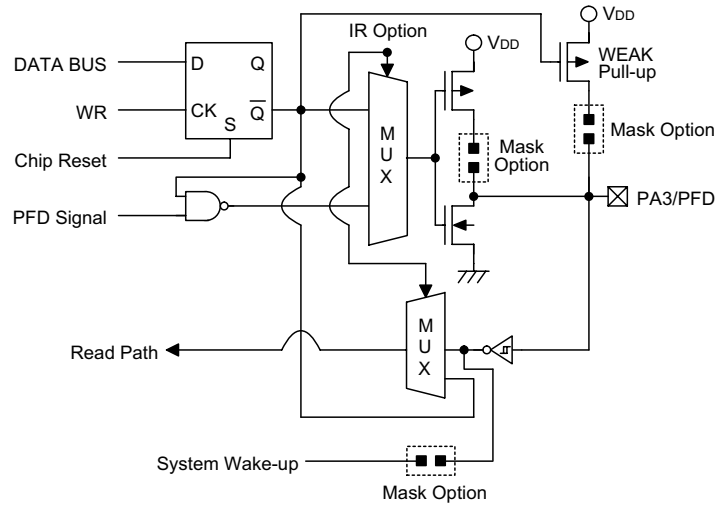 IR Option
VDD
VDD
DATA BUS
D
Q
WEAK
Pull-up
WR
CK
Q
S
M
U
X
Mask
Option
Mask Option
Chip Reset
PFD Signal
PA3/PFD
Read Path
M
U
X
System Wake-up
Mask Option